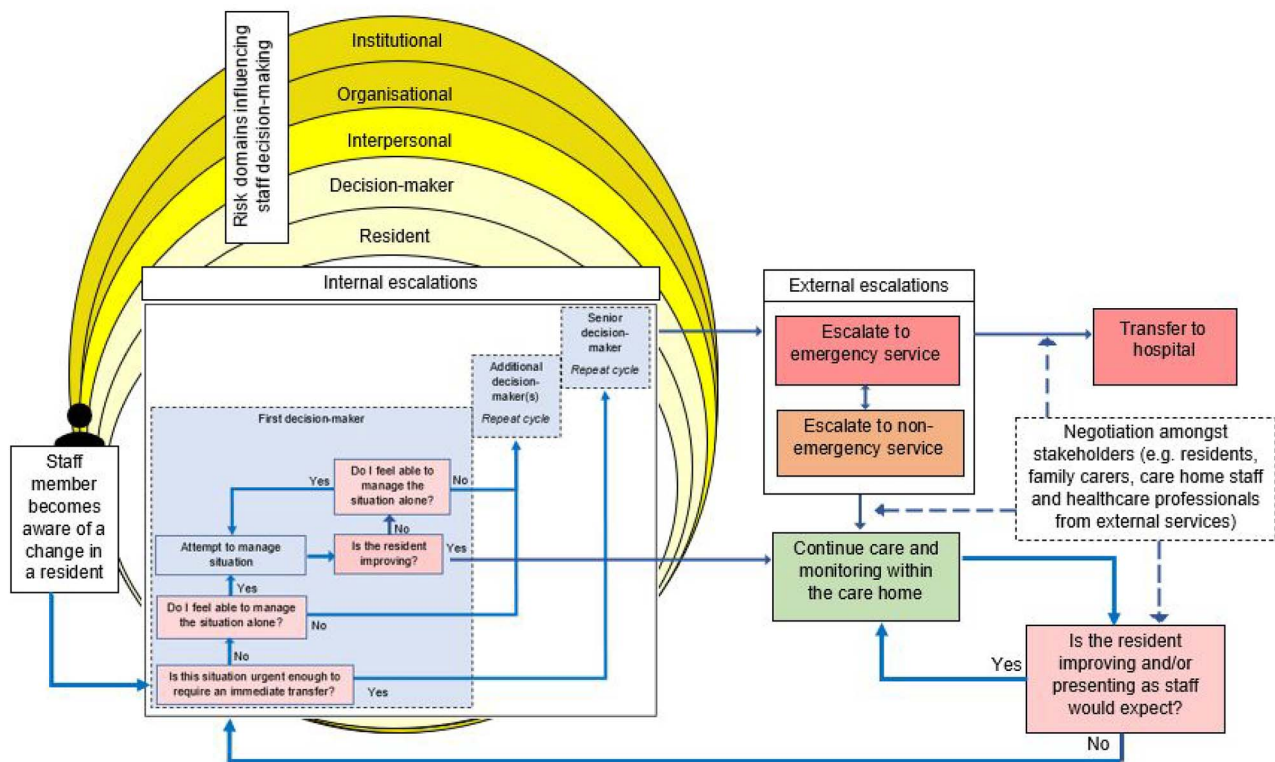 Risk domains influencing
staff decision-making
Institutional
Organisational
Interpersonal
Decision-maker
Resident
Internal escalations
Staff
member
becomes
aware of a
change in
a resident
First decision-maker
Is this situation urgent enough to
require an immediate transfer?
Yes
No
Do I feel able to manage
the situation alone?
No
Yes
Attempt to manage
situation
Is the resident
improving?
Yes
No
Do I feel able to
manage the
situation alone?
Yes
No
Additional
decision-
maker(s)
Repeat cycle
Senior
decision-
maker
Repeat cycle
External escalations
Escalate to
emergency service
Escalate to non-
emergency service
Transfer to
hospital
Negotiation amongst
stakeholders (e.g. residents,
family carers, care home staff
and healthcare professionals
from external services)
Continue care and
monitoring within
the care home
Is the resident
improving and/or
presenting as staff
would expect?
Yes
No